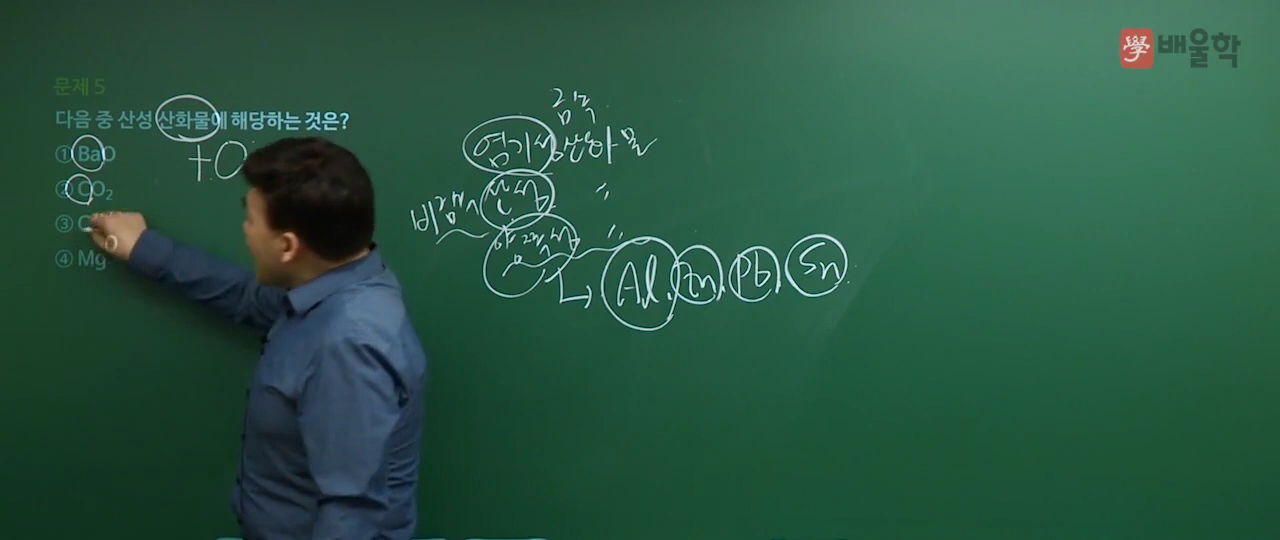 學 배울학
문제 5
다음 중 산성 산화물에 해당하는 것은?
① BaO
② CO₂
③ C
④ Mg
+O
금속
염기성 산화물
비금속 산성 〃
양쪽성 〃
↳ Al, Zn, Pb, Sn